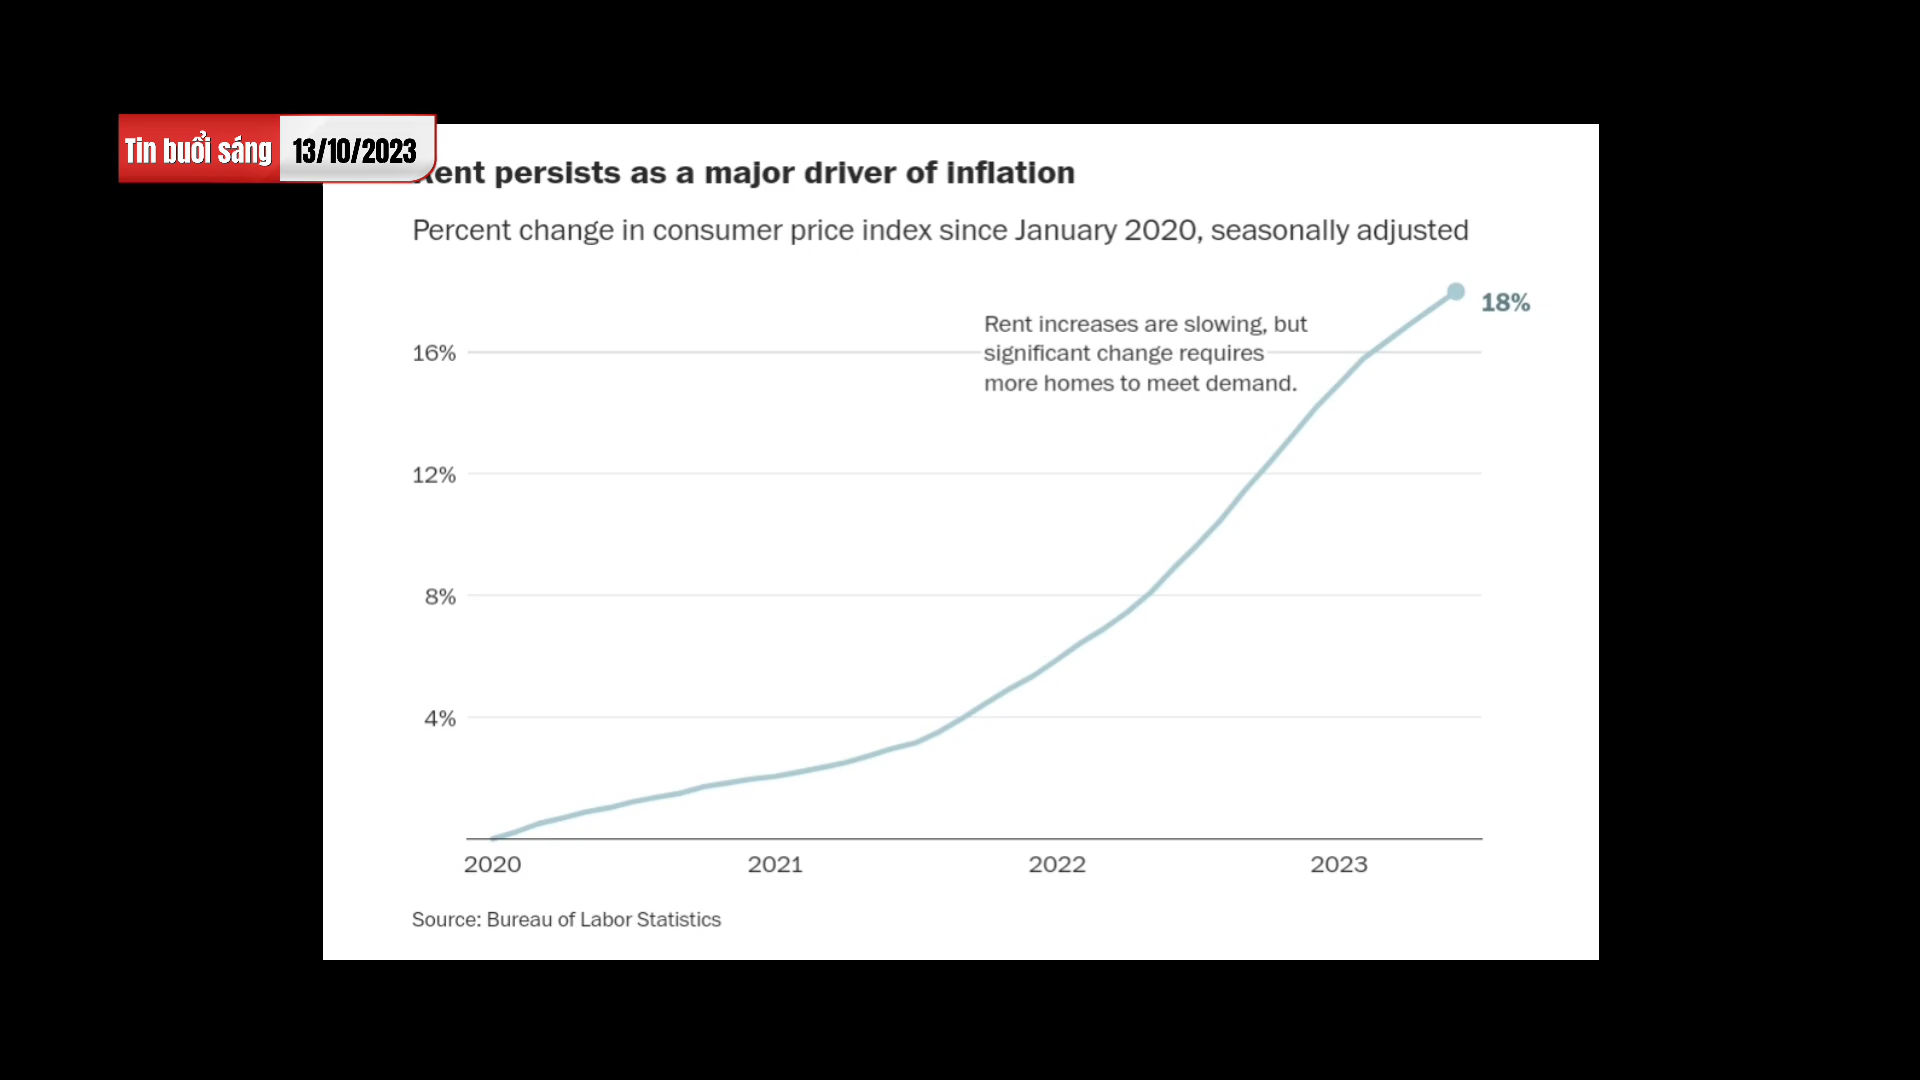 Tin buổi sáng 13/10/2023
Rent persists as a major driver of inflation
Percent change in consumer price index since January 2020, seasonally adjusted
18%
Rent increases are slowing, but
significant change requires
more homes to meet demand.
16%
12%
8%
4%
2020 2021 2022 2023
Source: Bureau of Labor Statistics